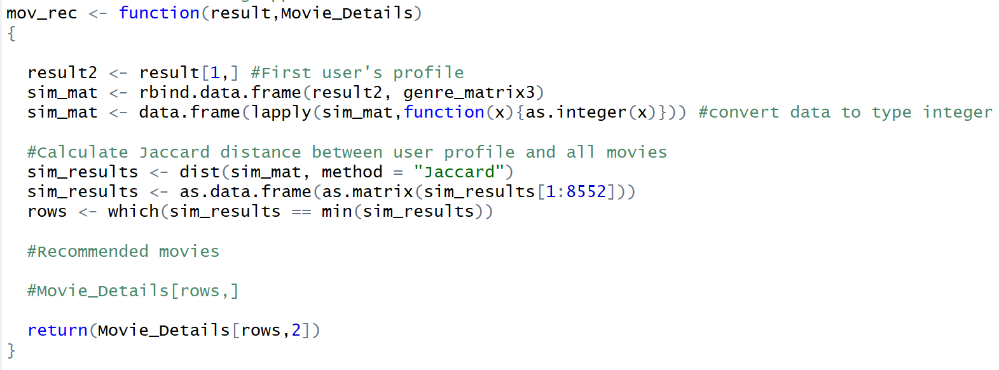 mov_rec <- function(result,Movie_Details)
{
result2 <- result[1,] #First user's profile
sim_mat <- rbind.data.frame(result2, genre_matrix3)
sim_mat <- data.frame(lapply(sim_mat,function(x){as.integer(x)})) #convert data to type integer
#Calculate Jaccard distance between user profile and all movies
sim_results <- dist(sim_mat, method = "Jaccard")
sim_results <- as.data.frame(as.matrix(sim_results[1:8552]))
rows <- which(sim_results == min(sim_results))
#Recommended movies
#Movie_Details[rows,]
return(Movie_Details[rows,2])
}